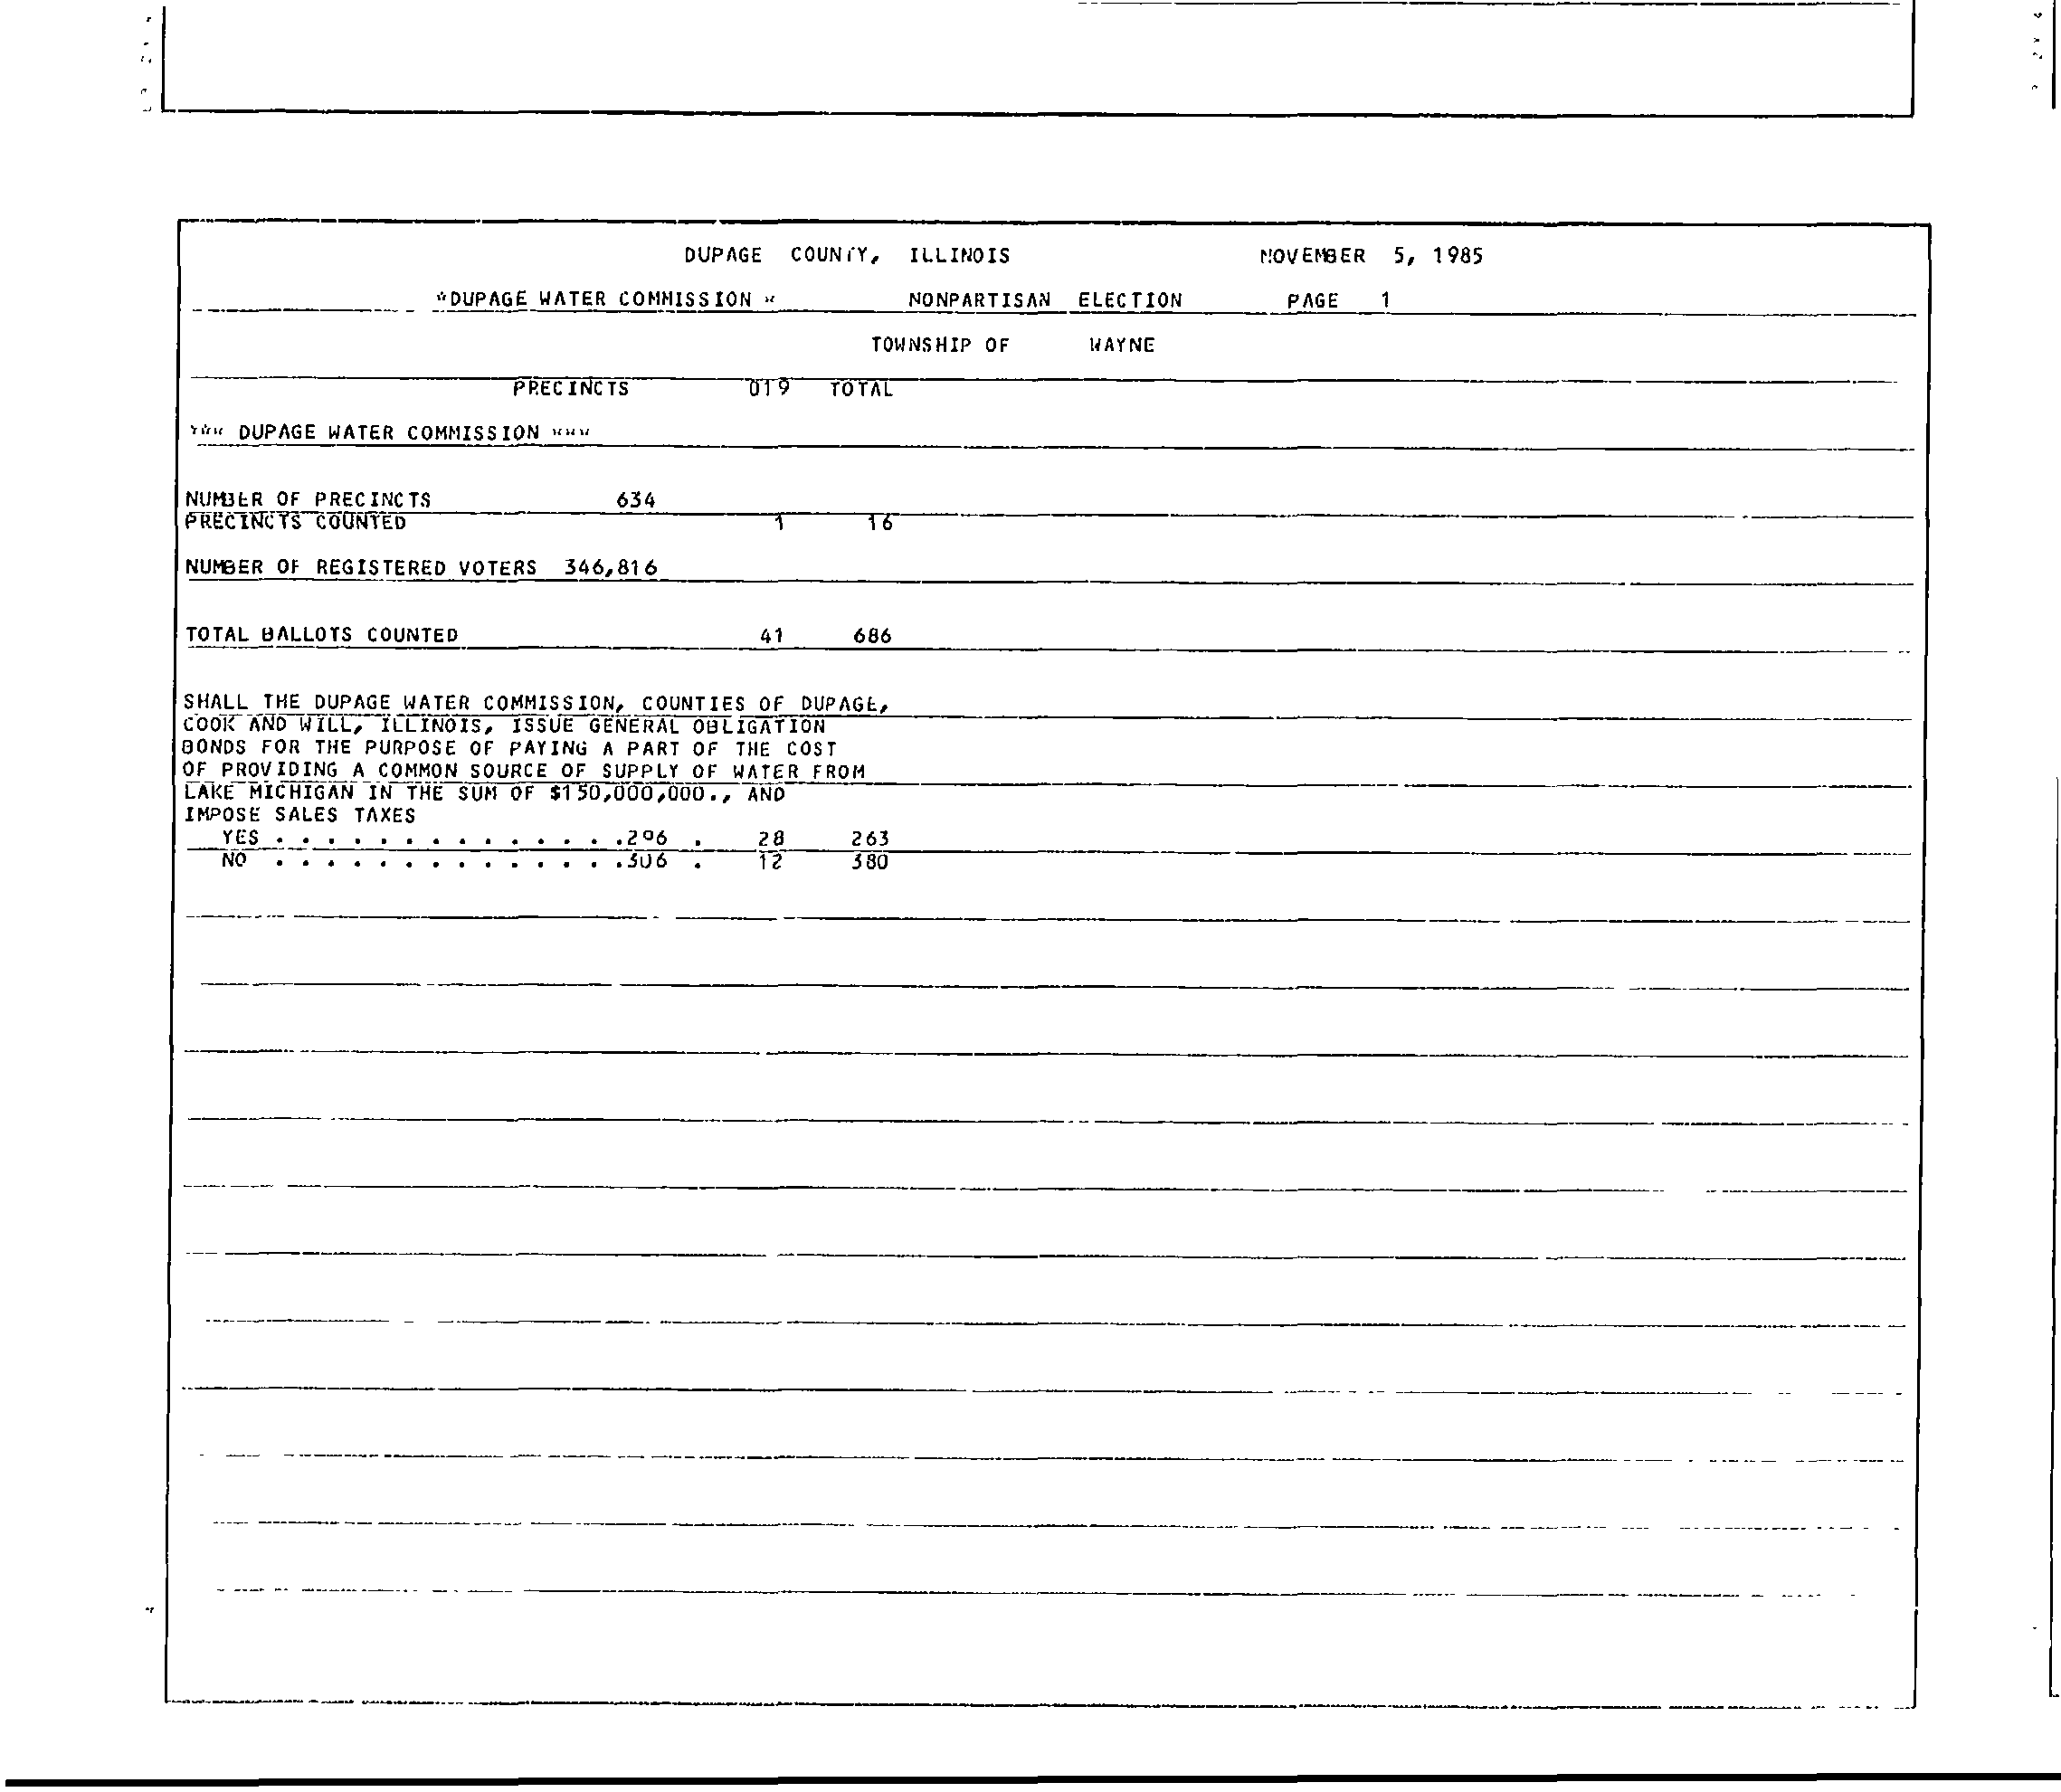 DUPAGE COUNTY, ILLINOIS NOVEMBER 5, 1985
*DUPAGE WATER COMMISSION * NONPARTISAN ELECTION PAGE 1
TOWNSHIP OF WAYNE
PRECINCTS 019 TOTAL
*** DUPAGE WATER COMMISSION ***
NUMBER OF PRECINCTS 634
PRECINCTS COUNTED 1 16
NUMBER OF REGISTERED VOTERS 346,816
TOTAL BALLOTS COUNTED 41 686
SHALL THE DUPAGE WATER COMMISSION, COUNTIES OF DUPAGE,
COOK AND WILL, ILLINOIS, ISSUE GENERAL OBLIGATION
BONDS FOR THE PURPOSE OF PAYING A PART OF THE COST
OF PROVIDING A COMMON SOURCE OF SUPPLY OF WATER FROM
LAKE MICHIGAN IN THE SUM OF $150,000,000., AND
IMPOSE SALES TAXES
YES . . . . . . . . . . . . . .296 . 28 263
NO . . . . . . . . . . . . . .306 . 12 380